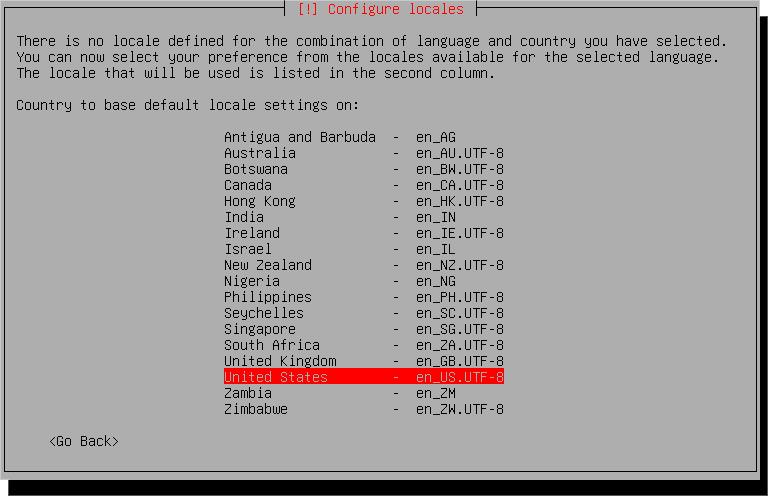 [!] Configure locales
There is no locale defined for the combination of language and country you have selected.
You can now select your preference from the locales available for the selected language.
The locale that will be used is listed in the second column.
Country to base default locale settings on:
Antigua and Barbuda - en_AG
Australia - en_AU.UTF-8
Botswana - en_BW.UTF-8
Canada - en_CA.UTF-8
Hong Kong - en_HK.UTF-8
India - en_IN
Ireland - en_IE.UTF-8
Israel - en_IL
New Zealand - en_NZ.UTF-8
Nigeria - en_NG
Philippines - en_PH.UTF-8
Seychelles - en_SC.UTF-8
Singapore - en_SG.UTF-8
South Africa - en_ZA.UTF-8
United Kingdom - en_GB.UTF-8
United States - en_US.UTF-8
Zambia - en_ZM
Zimbabwe - en_ZW.UTF-8
<Go Back>